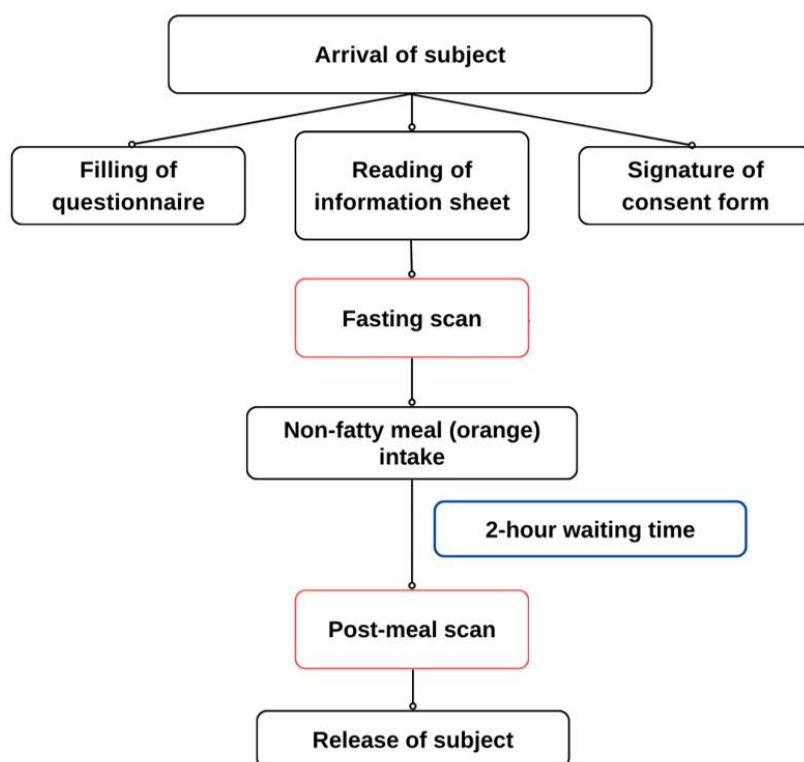 Arrival of subject
Filling of
questionnaire
Reading of
information sheet
Signature of
consent form
Fasting scan
Non-fatty meal (orange)
intake
2-hour waiting time
Post-meal scan
Release of subject